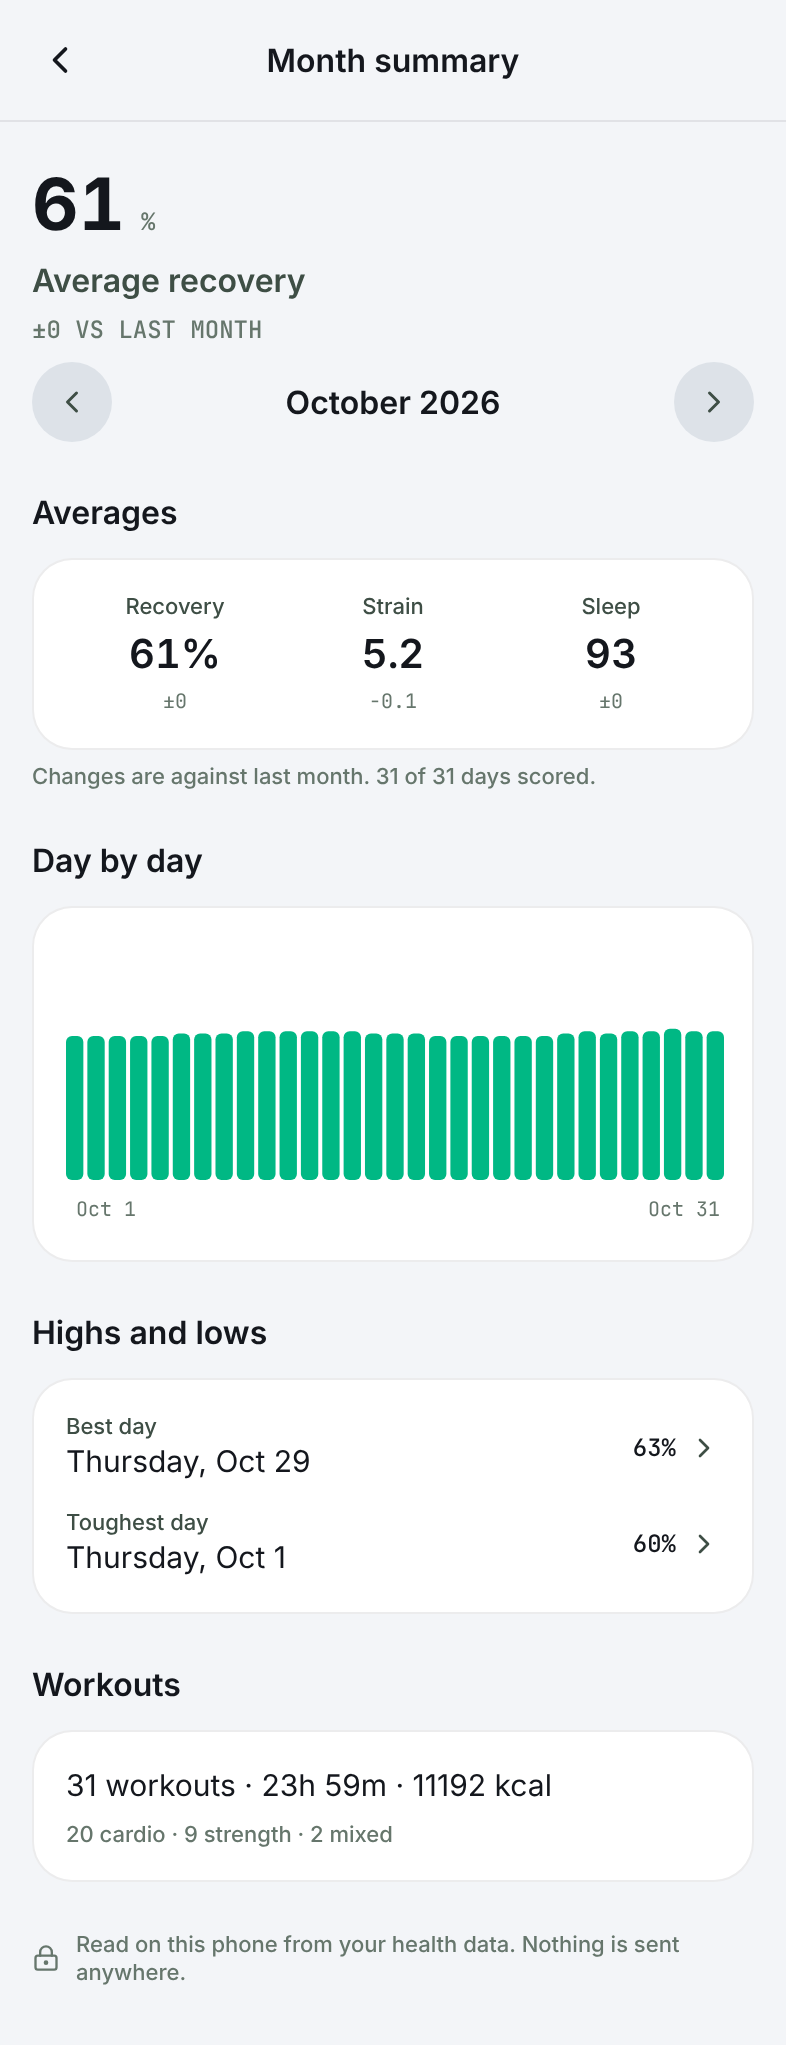 Month summary
61 %
Average recovery
±0 VS LAST MONTH
October 2026
Averages
Recovery Strain Sleep
61% 5.2 93
±0 -0.1 ±0
Changes are against last month. 31 of 31 days scored.
Day by day
Oct 1 Oct 31
Highs and lows
Best day
Thursday, Oct 29 63%
Toughest day
Thursday, Oct 1 60%
Workouts
31 workouts · 23h 59m · 11192 kcal
20 cardio · 9 strength · 2 mixed
Read on this phone from your health data. Nothing is sent
anywhere.